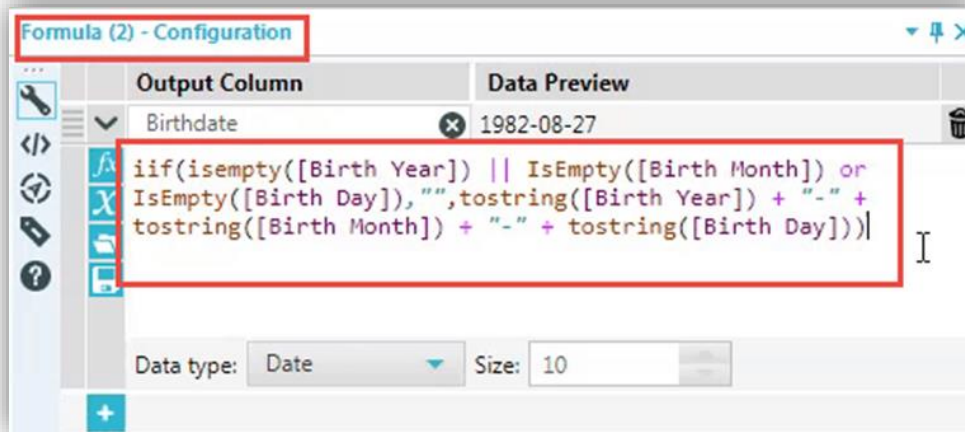 Formula (2) - Configuration
Output Column Data Preview
Birthdate 1982-08-27
iif(isempty([Birth Year]) || IsEmpty([Birth Month]) or
IsEmpty([Birth Day]),"",tostring([Birth Year]) + "-" +
tostring([Birth Month]) + "-" + tostring([Birth Day]))
Data type: Date Size: 10